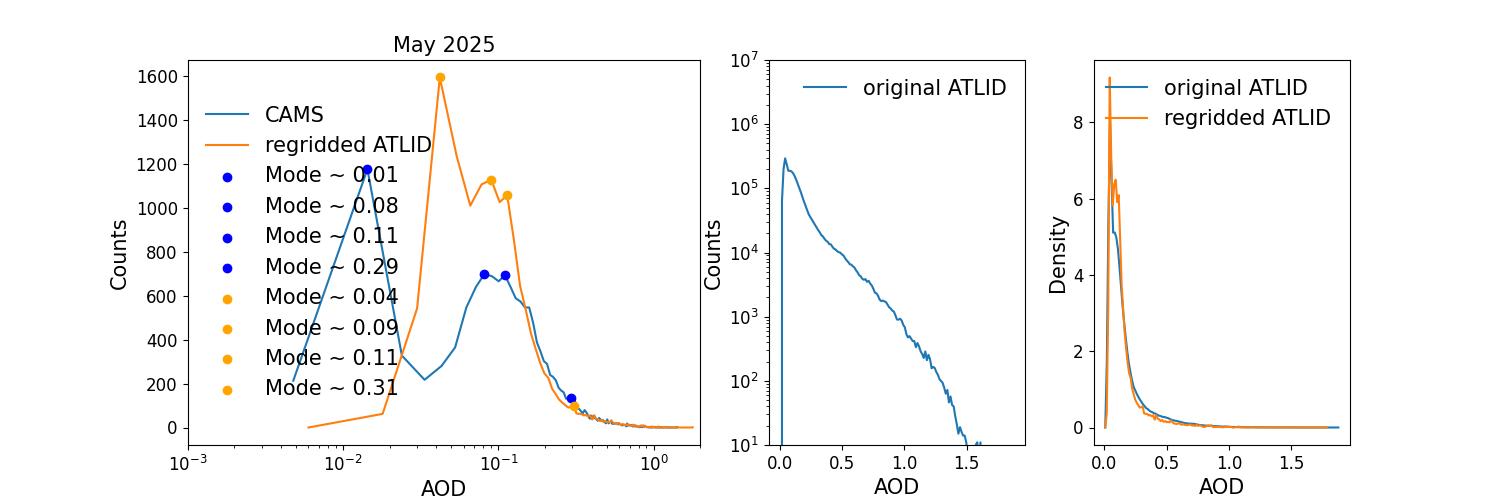 May 2025
1600
1400
1200
1000
800
600
400
200
0
Counts
CAMS
regridded ATLID
Mode ~ 0.01
Mode ~ 0.08
Mode ~ 0.11
Mode ~ 0.29
Mode ~ 0.04
Mode ~ 0.09
Mode ~ 0.11
Mode ~ 0.31
10⁻³ 10⁻² 10⁻¹ 10⁰
AOD
10⁷
10⁶
10⁵
10⁴
10³
10²
10¹
Counts
original ATLID
0.0 0.5 1.0 1.5
AOD
8
6
4
2
0
Density
original ATLID
regridded ATLID
0.0 0.5 1.0 1.5
AOD